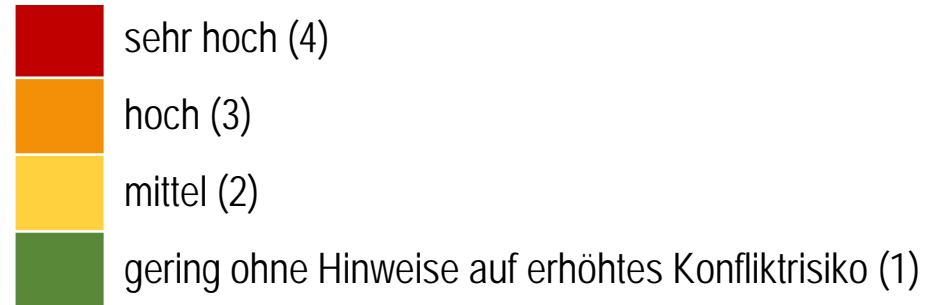 sehr hoch (4)
hoch (3)
mittel (2)
gering ohne Hinweise auf erhöhtes Konfliktrisiko (1)